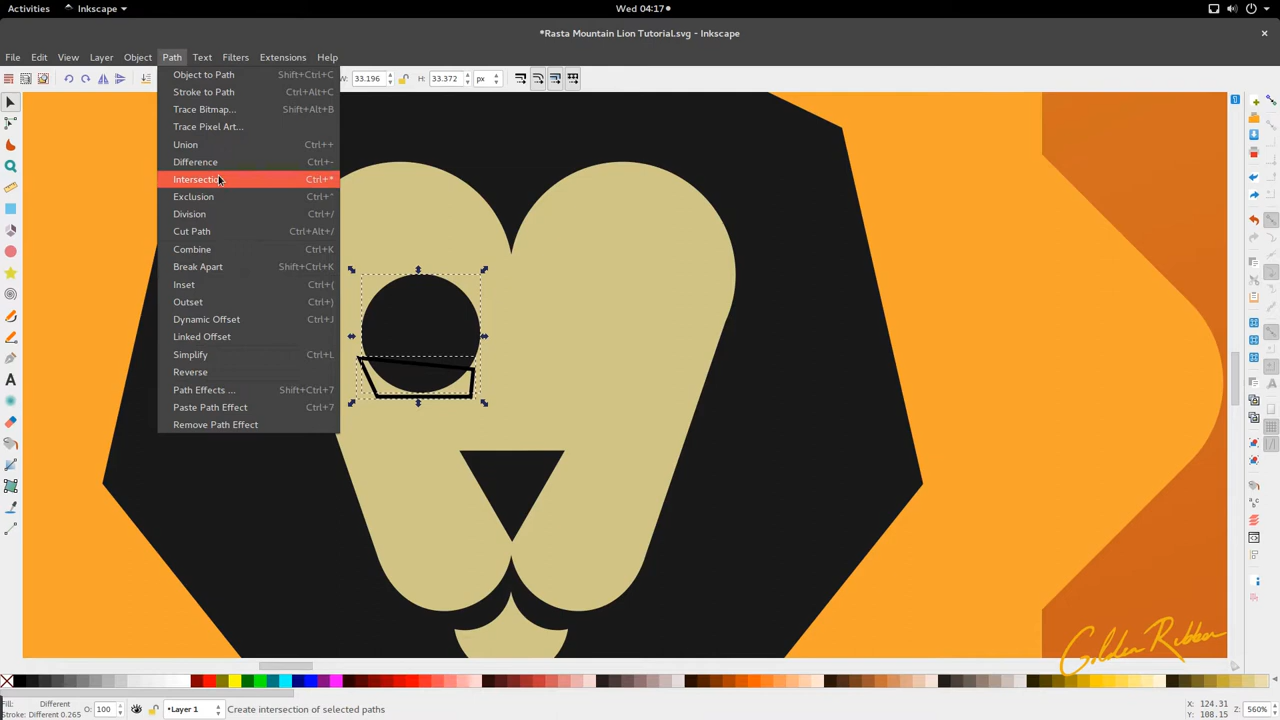 Activities Inkscape Wed 04:17
*Rasta Mountain Lion Tutorial.svg - Inkscape
File Edit View Layer Object Path Text Filters Extensions Help
W: 33.196 H: 33.372 px
Object to Path Shift+Ctrl+C
Stroke to Path Ctrl+Alt+C
Trace Bitmap... Shift+Alt+B
Trace Pixel Art...
Union Ctrl++
Difference Ctrl+-
Intersection Ctrl+*
Exclusion Ctrl+^
Division Ctrl+/
Cut Path Ctrl+Alt+/
Combine Ctrl+K
Break Apart Shift+Ctrl+K
Inset Ctrl+(
Outset Ctrl+)
Dynamic Offset Ctrl+J
Linked Offset
Simplify Ctrl+L
Reverse
Path Effects ... Shift+Ctrl+7
Paste Path Effect Ctrl+7
Remove Path Effect
Golden Ribbon
Fill: Different
Stroke: Different 0.265
O: 100
Layer 1
Create intersection of selected paths
X: 124.31
Y: 108.15
Z: 560%